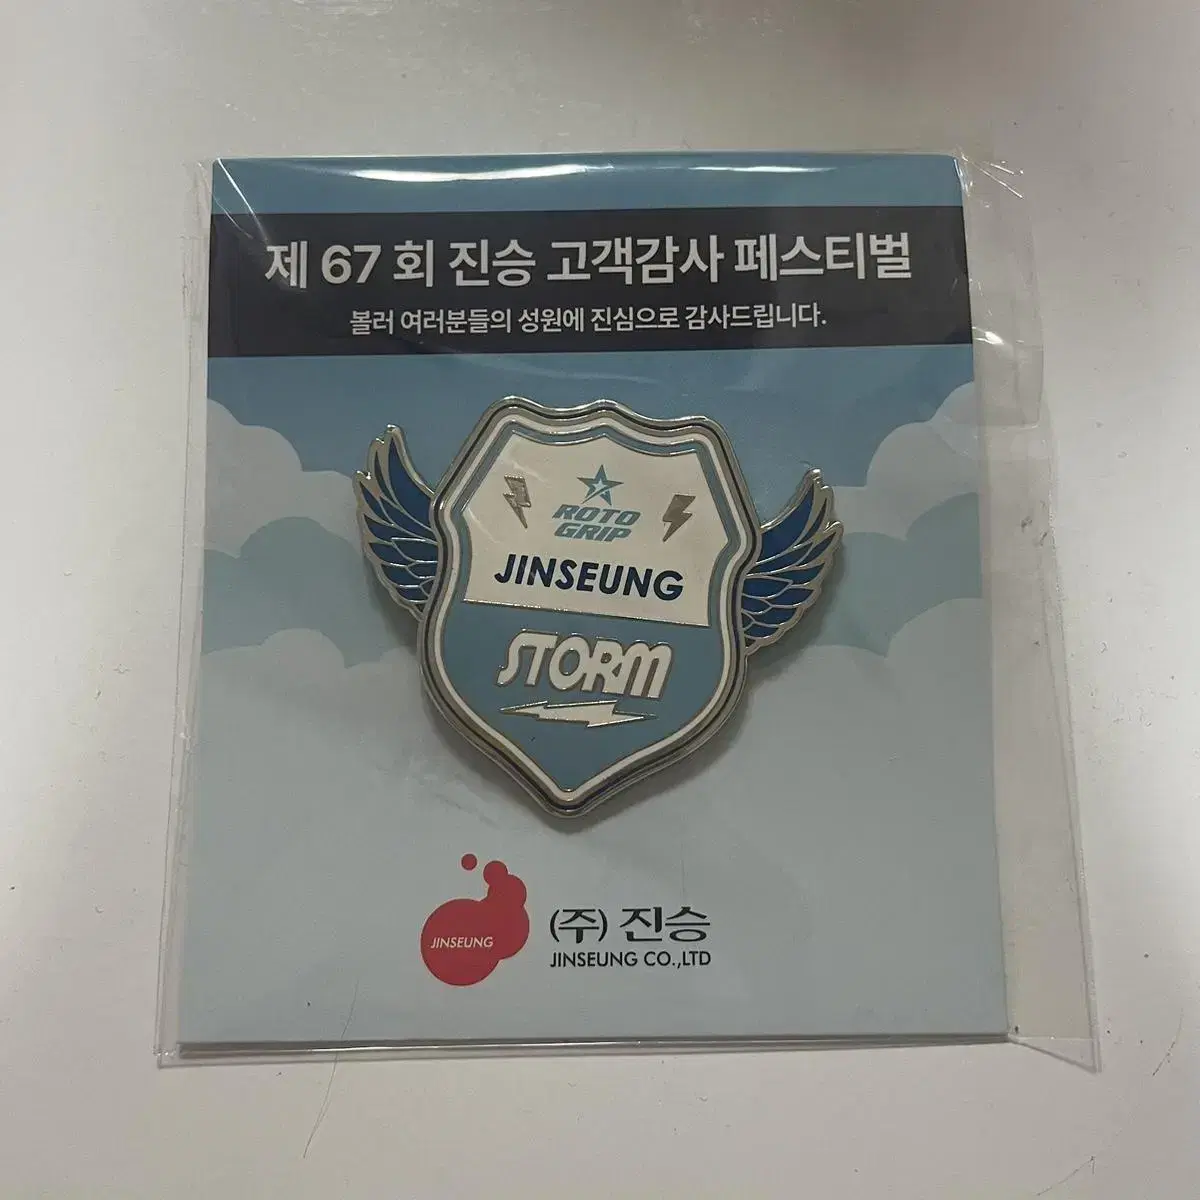 제 67 회 진승 고객감사 페스티벌
볼러 여러분들의 성원에 진심으로 감사드립니다.
ROTO
GRIP
JINSEUNG
STORM
JINSEUNG
(주) 진승
JINSEUNG CO.,LTD